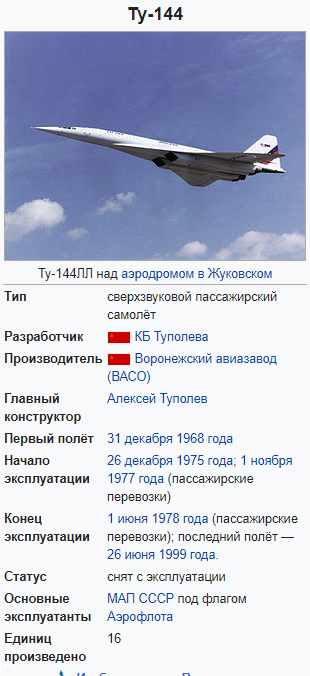 Ту-144
Ту-144ЛЛ над аэродромом в Жуковском
Тип сверхзвуковой пассажирский
самолёт
Разработчик КБ Туполева
Производитель Воронежский авиазавод
(ВАСО)
Главный Алексей Туполев
конструктор
Первый полёт 31 декабря 1968 года
Начало 26 декабря 1975 года; 1 ноября
эксплуатации 1977 года (пассажирские
перевозки)
Конец 1 июня 1978 года (пассажирские
эксплуатации перевозки); последний полёт —
26 июня 1999 года.
Статус снят с эксплуатации
Основные МАП СССР под флагом
эксплуатанты Аэрофлота
Единиц 16
произведено